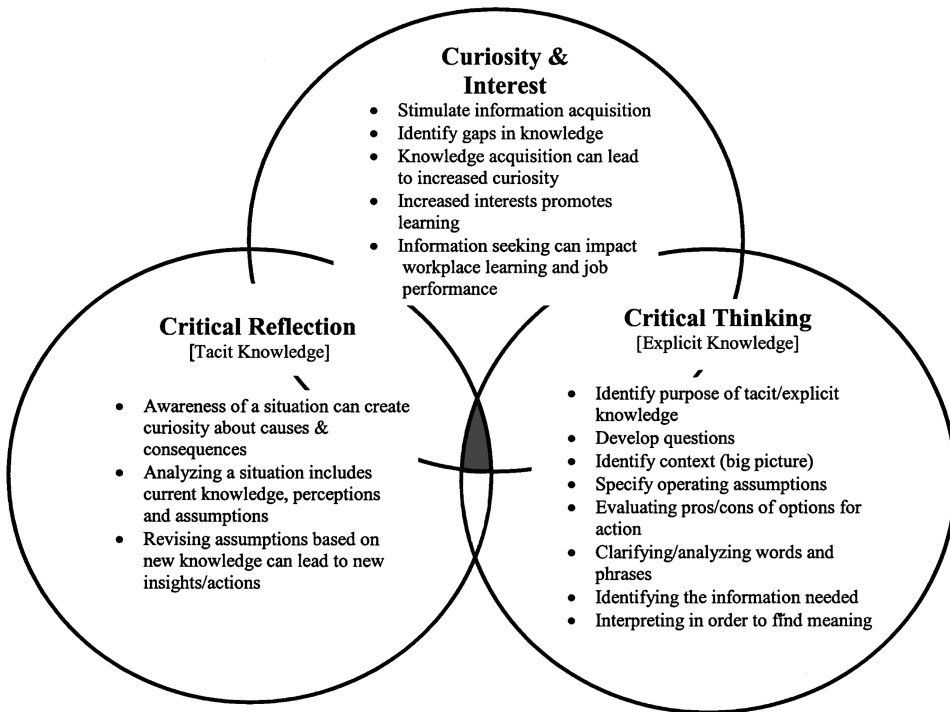 Curiosity &
Interest
• Stimulate information acquisition
• Identify gaps in knowledge
• Knowledge acquisition can lead
to increased curiosity
• Increased interests promotes
learning
• Information seeking can impact
workplace learning and job
performance
Critical Reflection
[Tacit Knowledge]
• Awareness of a situation can create
curiosity about causes &
consequences
• Analyzing a situation includes
current knowledge, perceptions
and assumptions
• Revising assumptions based on
new knowledge can lead to new
insights/actions
Critical Thinking
[Explicit Knowledge]
• Identify purpose of tacit/explicit
knowledge
• Develop questions
• Identify context (big picture)
• Specify operating assumptions
• Evaluating pros/cons of options for
action
• Clarifying/analyzing words and
phrases
• Identifying the information needed
• Interpreting in order to find meaning